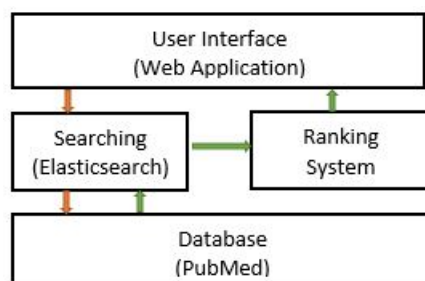 User Interface
(Web Application)
Searching
(Elasticsearch)
Ranking
System
Database
(PubMed)